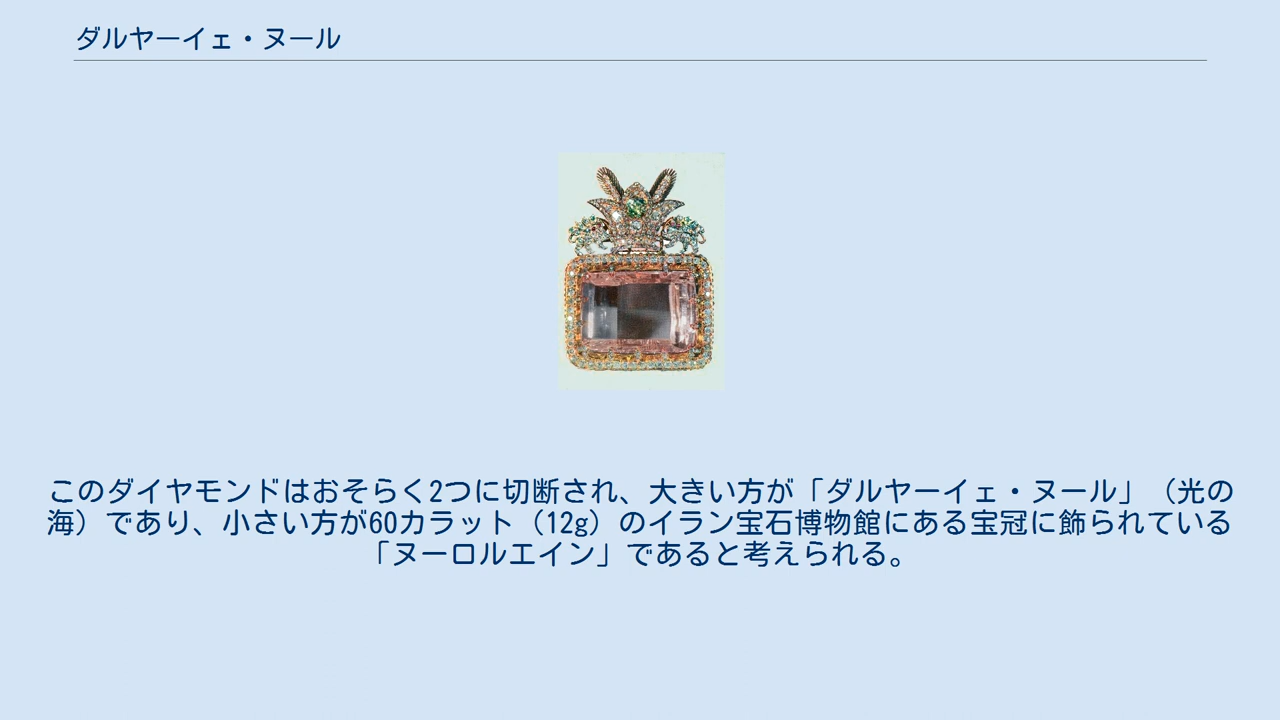 ダルヤーイェ・ヌール
このダイヤモンドはおそらく2つに切断され、大きい方が「ダルヤーイェ・ヌール」（光の
海）であり、小さい方が60カラット（12g）のイラン宝石博物館にある宝冠に飾られている
「ヌーロルエイン」であると考えられる。